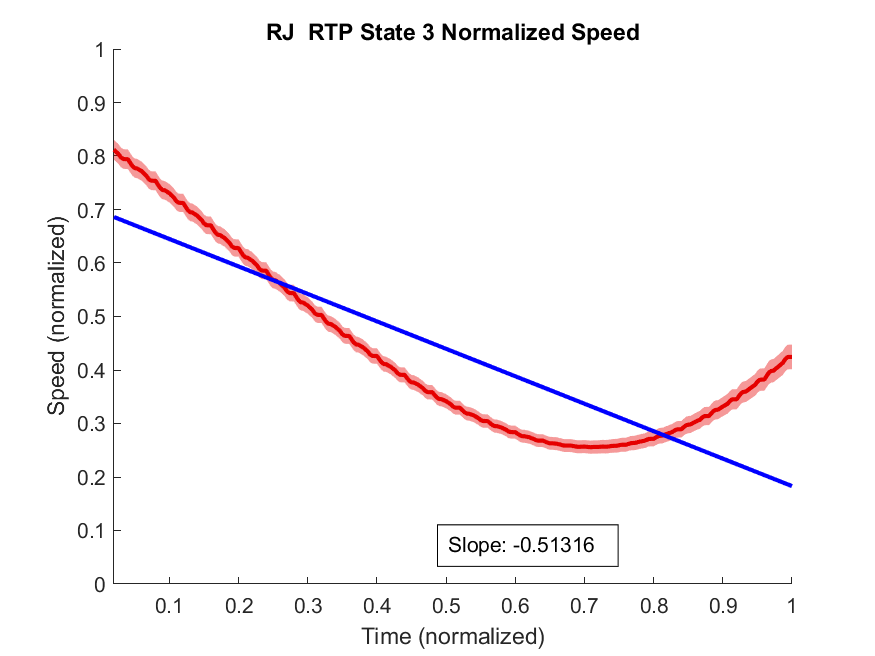 RJ  RTP State 3 Normalized Speed
1
0.9
0.8
0.7
0.6
0.5
0.4
0.3
0.2
0.1
0
Speed (normalized)
Slope: -0.51316
0.1 0.2 0.3 0.4 0.5 0.6 0.7 0.8 0.9 1
Time (normalized)